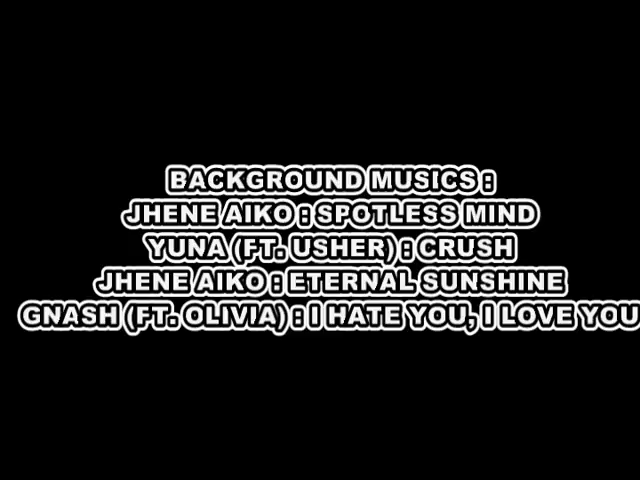 BACKGROUND MUSICS :
JHENE AIKO : SPOTLESS MIND
YUNA (FT. USHER) : CRUSH
JHENE AIKO : ETERNAL SUNSHINE
GNASH (FT. OLIVIA) : I HATE YOU, I LOVE YOU